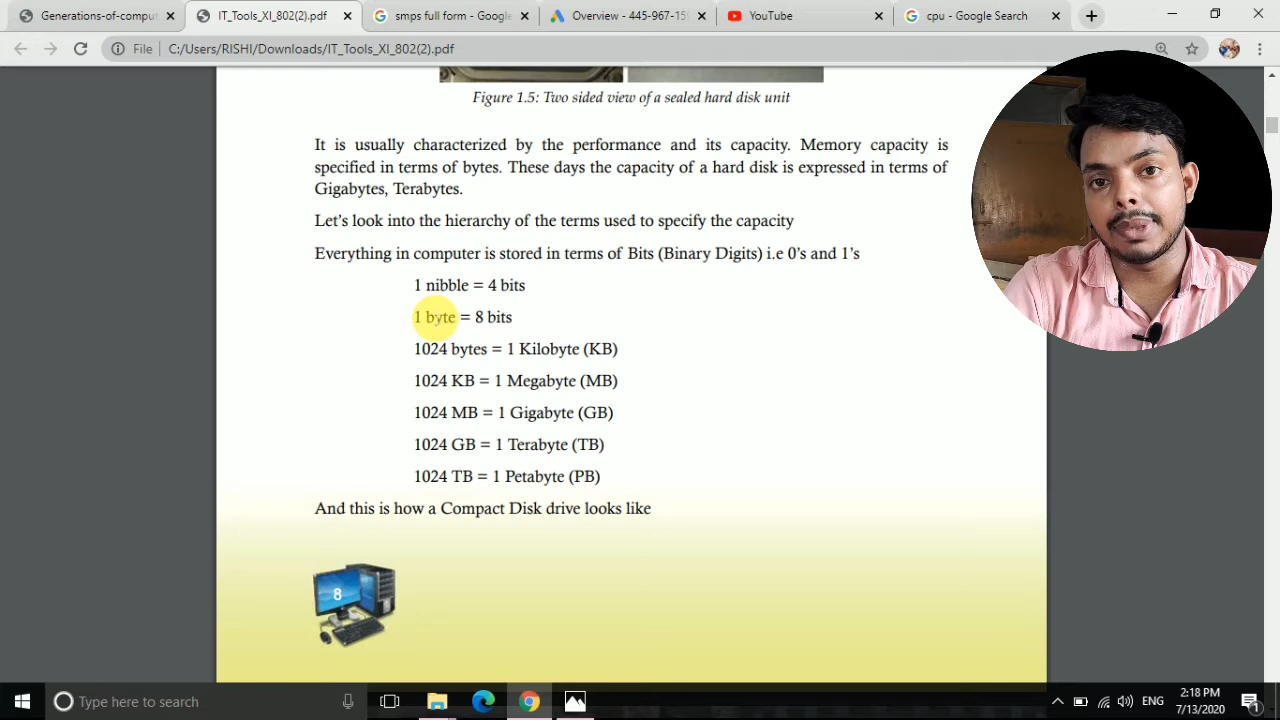 Generations-of-comput
IT_Tools_XI_802(2).pdf
smps full form - Google
Overview - 445-967-15
YouTube
cpu - Google Search
File
C:/Users/RISHI/Downloads/IT_Tools_XI_802(2).pdf
Figure 1.5: Two sided view of a sealed hard disk unit
It is usually characterized by the performance and its capacity. Memory capacity is
specified in terms of bytes. These days the capacity of a hard disk is expressed in terms of
Gigabytes, Terabytes.
Let's look into the hierarchy of the terms used to specify the capacity
Everything in computer is stored in terms of Bits (Binary Digits) i.e 0's and 1's
1 nibble = 4 bits
1 byte = 8 bits
1024 bytes = 1 Kilobyte (KB)
1024 KB = 1 Megabyte (MB)
1024 MB = 1 Gigabyte (GB)
1024 GB = 1 Terabyte (TB)
1024 TB = 1 Petabyte (PB)
And this is how a Compact Disk drive looks like
8
Type here to search
ENG
2:18 PM
7/13/2020
1